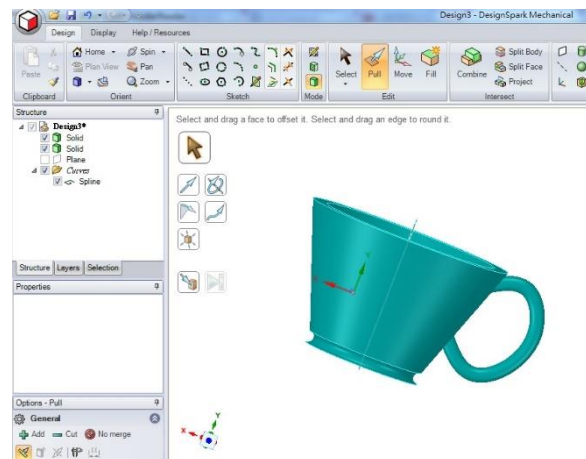 Design3 - DesignSpark Mechanical
Design Display Help / Resources
Paste
Home Spin
Plan View Pan
Zoom
Select Pull Move Fill
Combine Split Body
Split Face
Project
Clipboard Orient Sketch Mode Edit Intersect
Structure
Design3*
Solid
Solid
Plane
Curves
Spline
Structure Layers Selection
Properties
Options - Pull
General
Add Cut No merge
Select and drag a face to offset it. Select and drag an edge to round it.
X
Y
Y